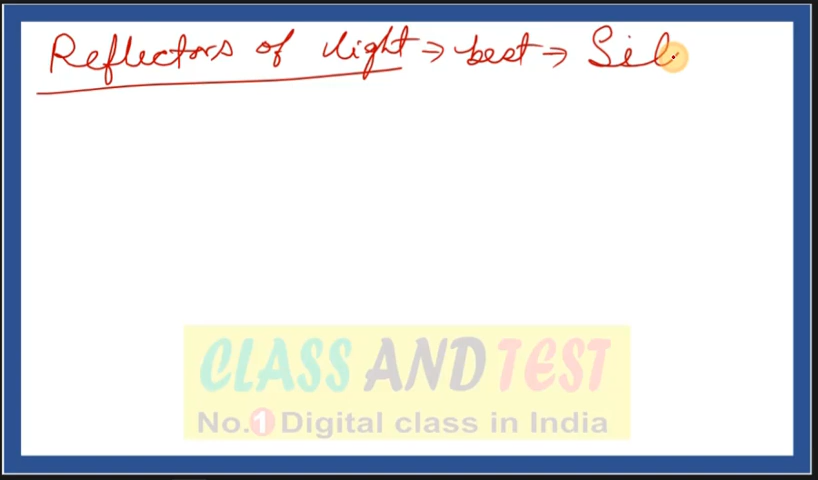 Reflectors of light → best → Sil
CLASS AND TEST
No.1 Digital class in India